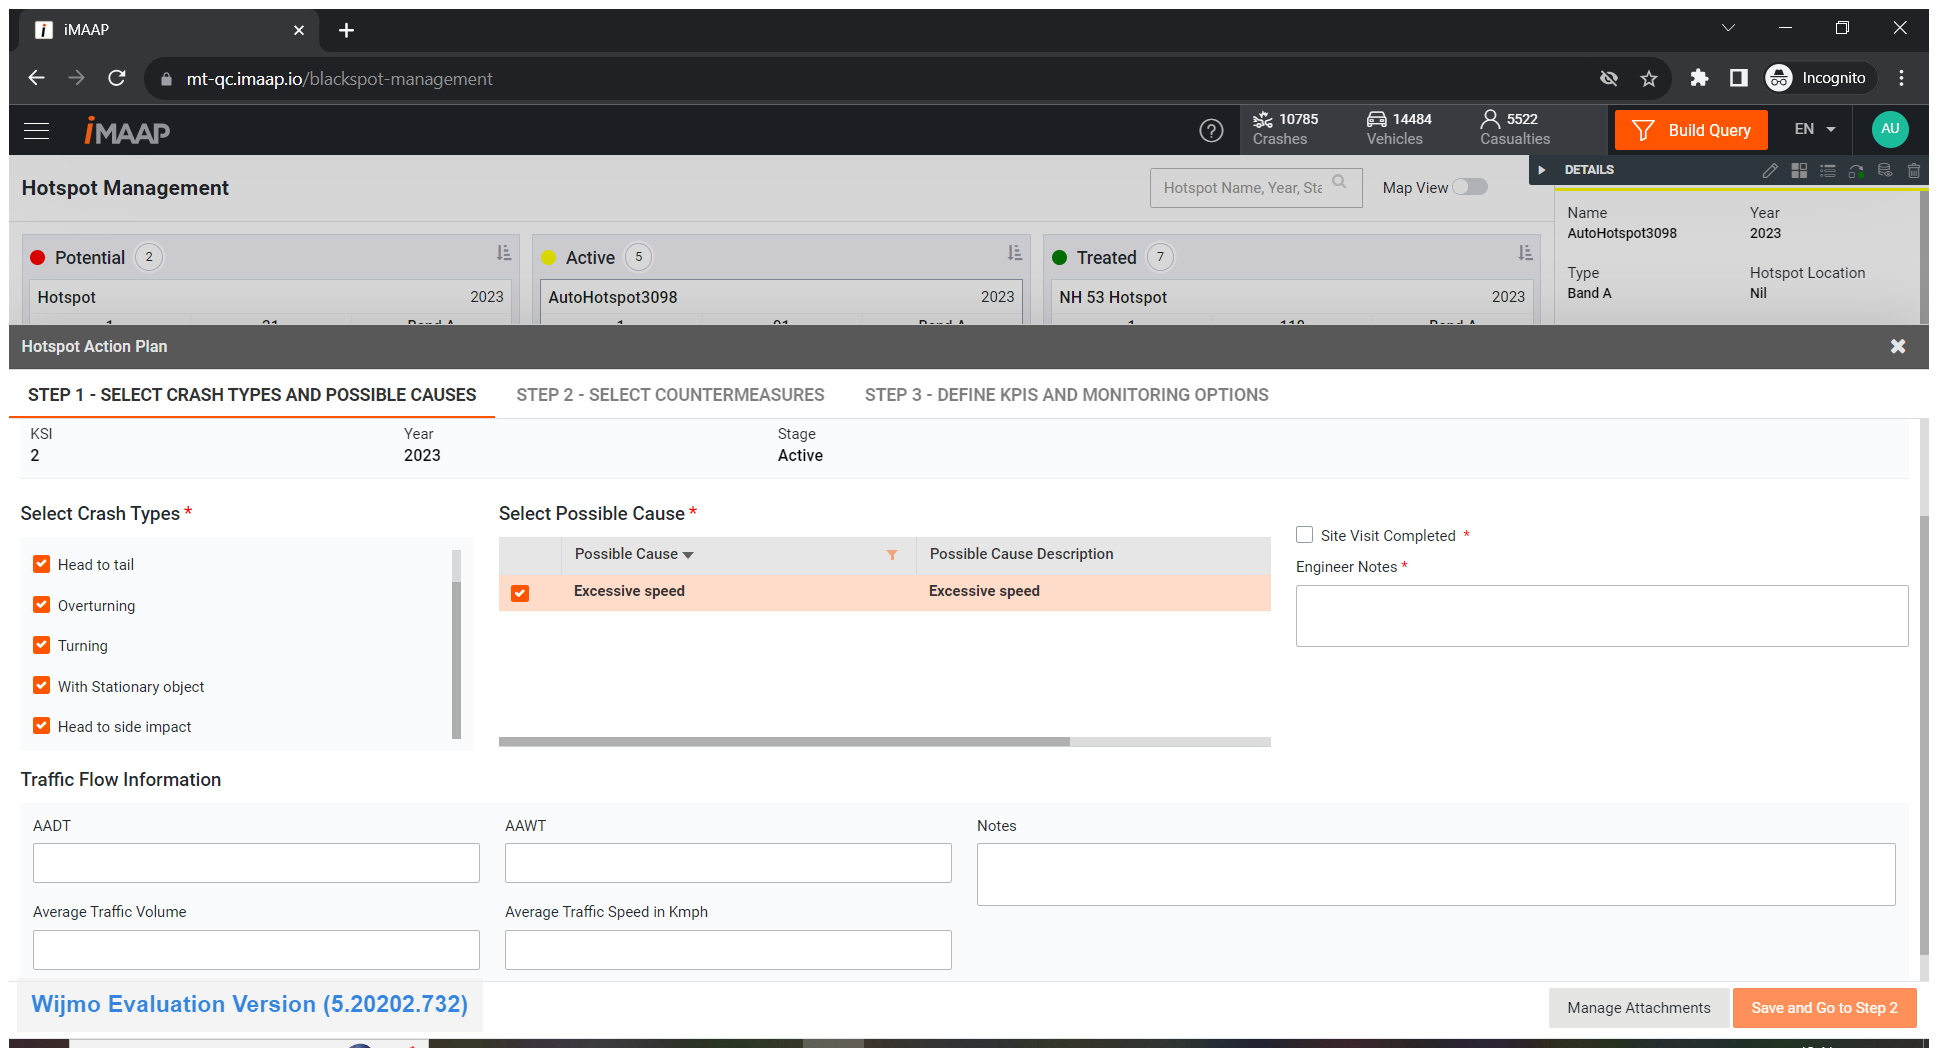 iMAAP
mt-qc.imaap.io/blackspot-management
Incognito
iMAAP
10785
Crashes
14484
Vehicles
5522
Casualties
Build Query
EN
AU
Hotspot Management
Hotspot Name, Year, Sta
Map View
DETAILS
Name
AutoHotspot3098
Year
2023
Type
Band A
Hotspot Location
Nil
Potential 2
Hotspot 2023
Active 5
AutoHotspot3098 2023
Treated 7
NH 53 Hotspot 2023
Hotspot Action Plan
STEP 1 - SELECT CRASH TYPES AND POSSIBLE CAUSES
STEP 2 - SELECT COUNTERMEASURES
STEP 3 - DEFINE KPIS AND MONITORING OPTIONS
KSI
2
Year
2023
Stage
Active
Select Crash Types *
Head to tail
Overturning
Turning
With Stationary object
Head to side impact
Select Possible Cause *
Possible Cause
Possible Cause Description
Excessive speed
Excessive speed
Site Visit Completed *
Engineer Notes *
Traffic Flow Information
AADT
AAWT
Notes
Average Traffic Volume
Average Traffic Speed in Kmph
Wijmo Evaluation Version (5.20202.732)
Manage Attachments
Save and Go to Step 2